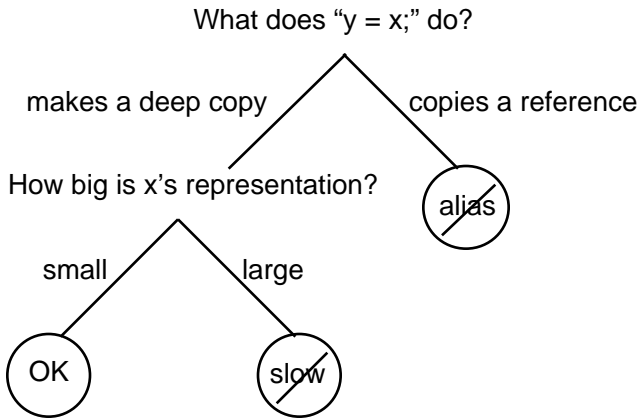 What does “y = x;” do?
makes a deep copy
copies a reference
How big is x’s representation?
alias
small
large
OK
slow